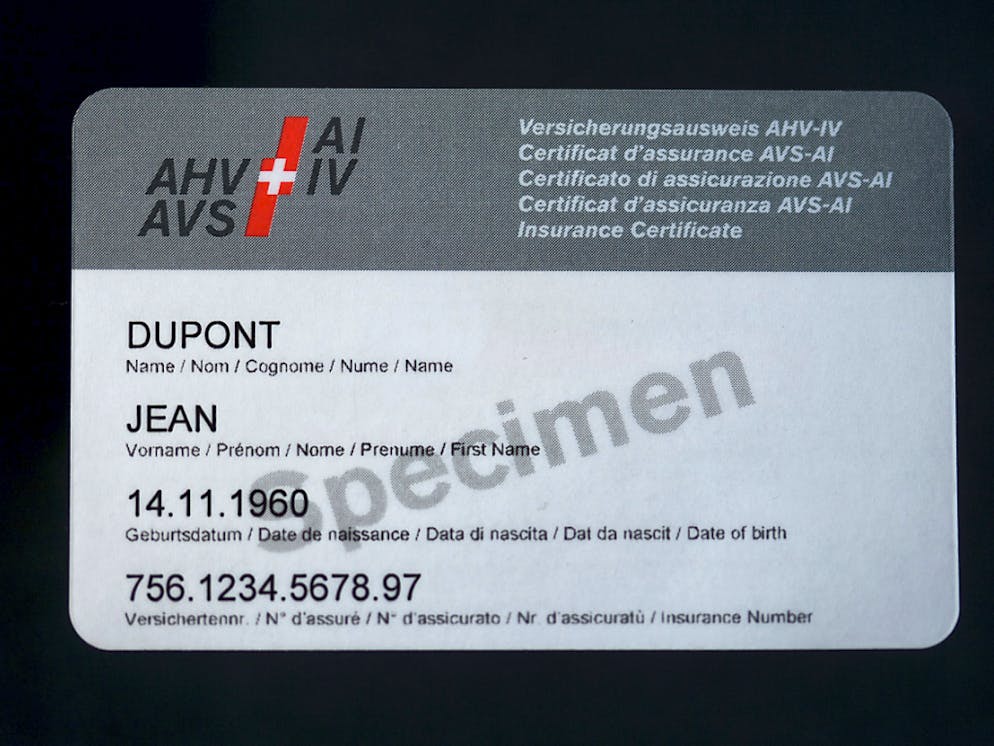 AHV AI
AVS IV
Versicherungsausweis AHV-IV
Certificat d'assurance AVS-AI
Certificato di assicurazione AVS-AI
Certificat d'assicuranza AVS-AI
Insurance Certificate
DUPONT
Name / Nom / Cognome / Nume / Name
JEAN
Vorname / Prénom / Nome / Prenume / First Name
14.11.1960
Geburtsdatum / Date de naissance / Data di nascita / Dat da nascit / Date of birth
756.1234.5678.97
Versichertennr. / N° d'assuré / N° d'assicurato / Nr. d'assicuratù / Insurance Number
Specimen